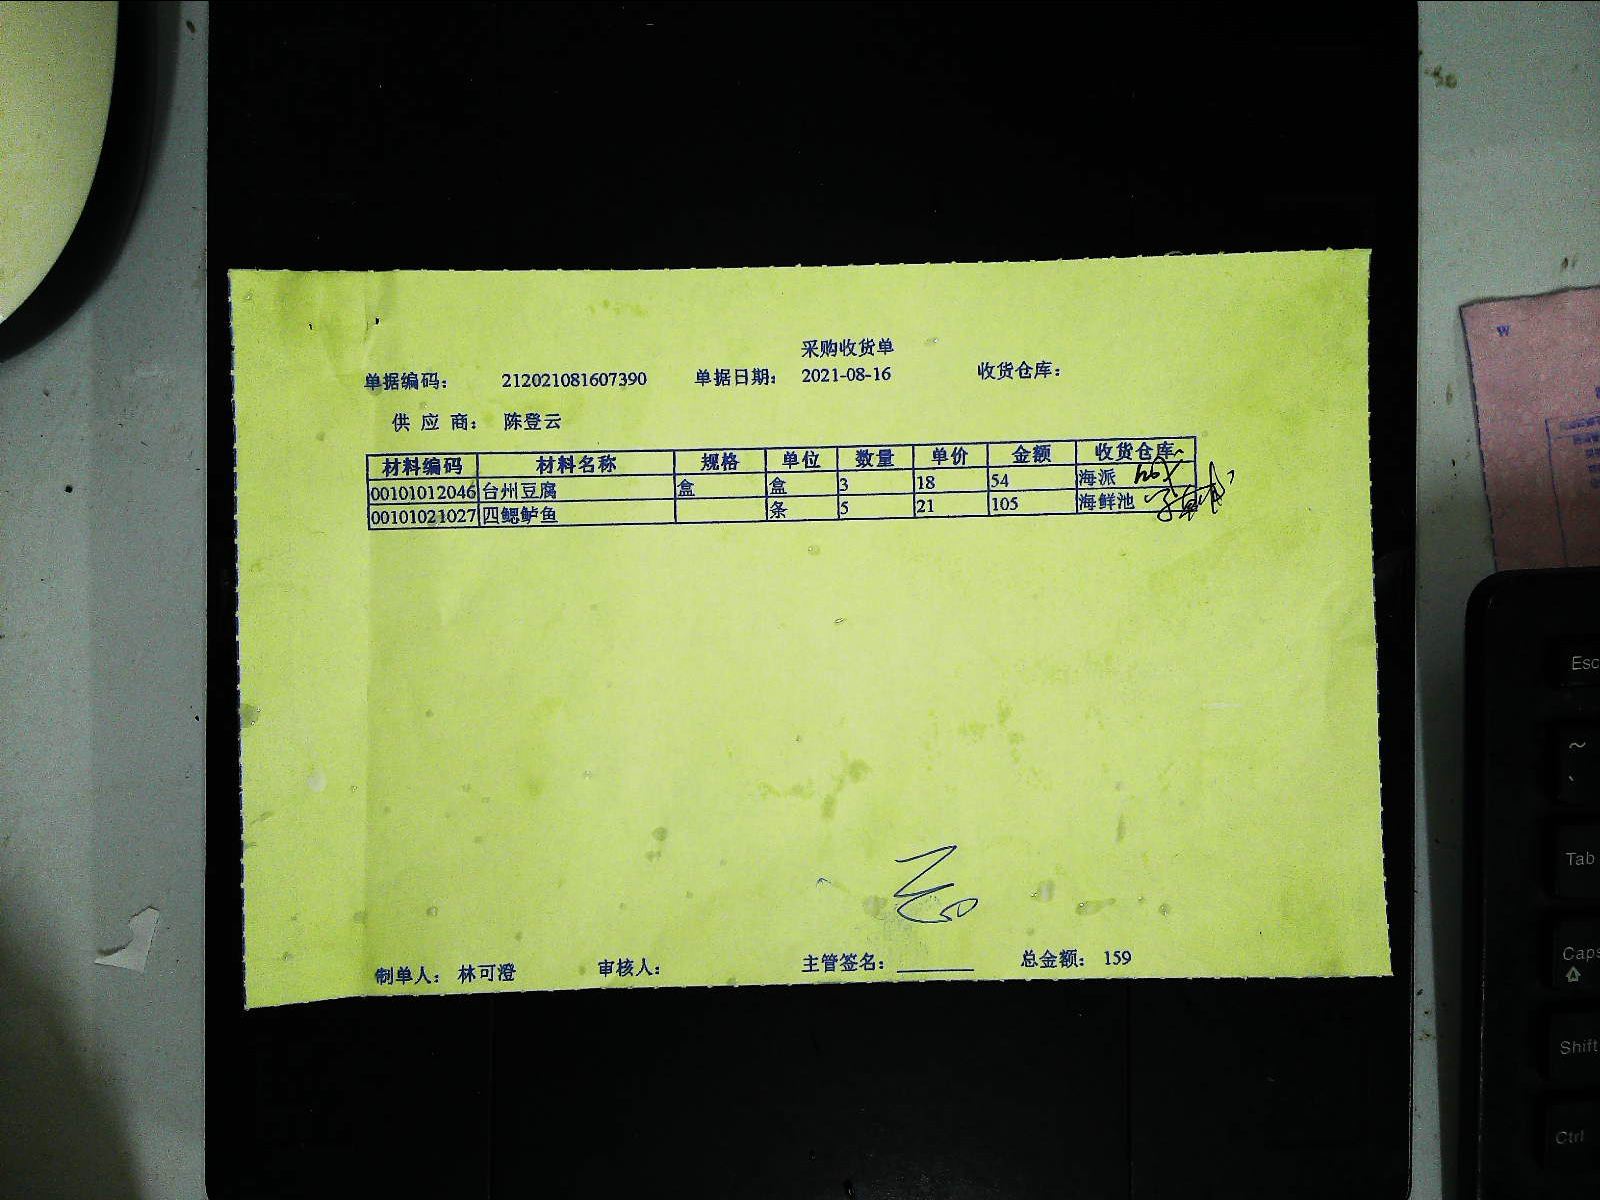 采购收货单
单据编码： 212021081607390 单据日期： 2021-08-16 收货仓库：
供 应 商： 陈登云
材料编码 材料名称 规格 单位 数量 单价 金额 收货仓库
00101012046 台州豆腐 盒 盒 3 18 54 海派
00101021027 四鳃鲈鱼 条 5 21 105 海鲜池
制单人： 林可澄 审核人： 主管签名： 总金额： 159
W
Esc
~
`
Tab
Caps
Shift
Ctrl